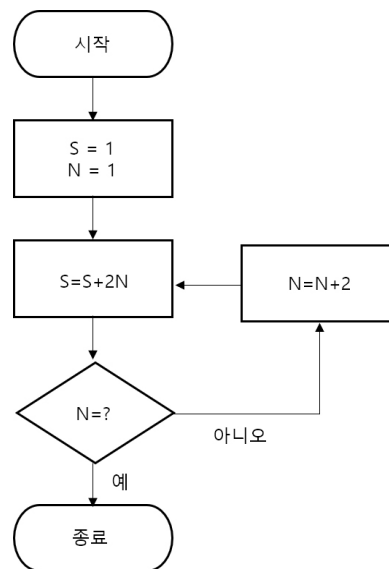 시작
S = 1
N = 1
S=S+2N
N=N+2
N=?
아니오
예
종료